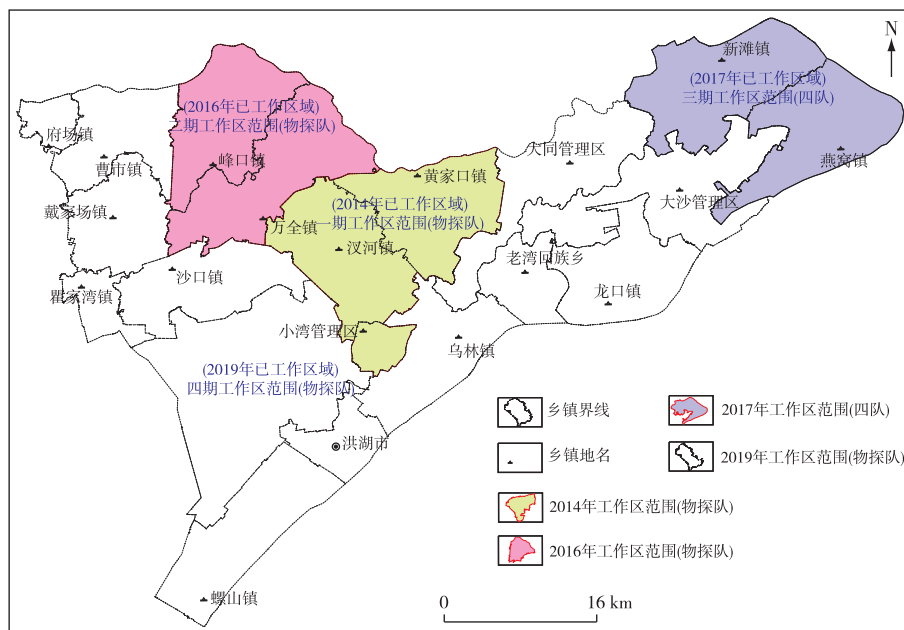 N
新滩镇
(2017年已工作区域)
三期工作区范围(四队)
燕窝镇
(2016年已工作区域)
二期工作区范围(物探队)
府场镇
曹市镇
峰口镇
大同管理区
黄家口镇
大沙管理区
戴家场镇
(2014年已工作区域)
一期工作区范围(物探队)
万全镇
汊河镇
老湾回族乡
沙口镇
瞿家湾镇
龙口镇
小湾管理区
乌林镇
(2019年已工作区域)
四期工作区范围(物探队)
洪湖市
螺山镇
乡镇界线
2017年工作区范围(四队)
乡镇地名
2019年工作区范围(物探队)
2014年工作区范围(物探队)
2016年工作区范围(物探队)
0
16 km